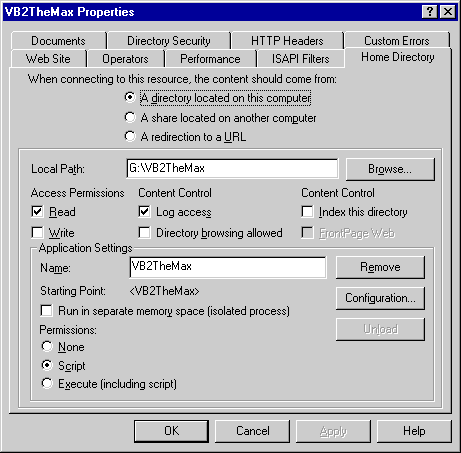 VB2TheMax Properties
Documents Directory Security HTTP Headers Custom Errors
Web Site Operators Performance ISAPI Filters Home Directory
When connecting to this resource, the content should come from:
A directory located on this computer
A share located on another computer
A redirection to a URL
Local Path: G:\VB2TheMax Browse...
Access Permissions Content Control Content Control
Read Log access Index this directory
Write Directory browsing allowed FrontPage Web
Application Settings
Name: VB2TheMax Remove
Starting Point: <VB2TheMax> Configuration...
Run in separate memory space (isolated process)
Permissions: Unload
None
Script
Execute (including script)
OK Cancel Apply Help